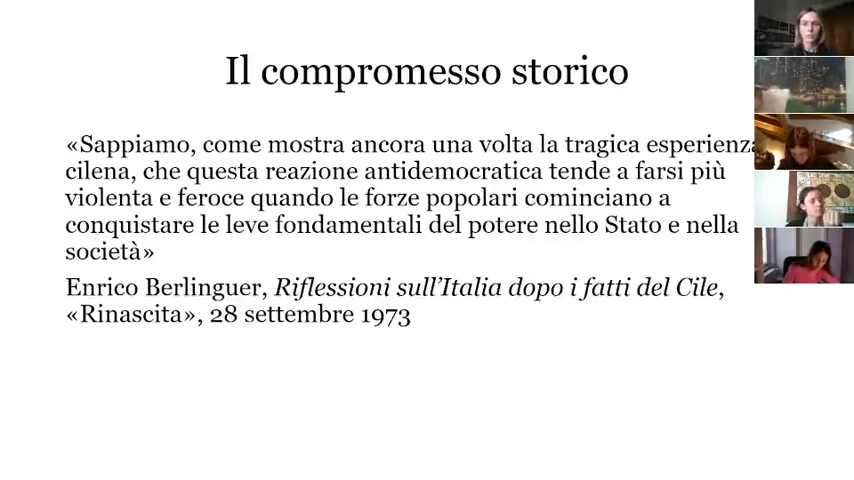 Il compromesso storico
«Sappiamo, come mostra ancora una volta la tragica esperienza
cilena, che questa reazione antidemocratica tende a farsi più
violenta e feroce quando le forze popolari cominciano a
conquistare le leve fondamentali del potere nello Stato e nella
società»
Enrico Berlinguer, Riflessioni sull’Italia dopo i fatti del Cile,
«Rinascita», 28 settembre 1973